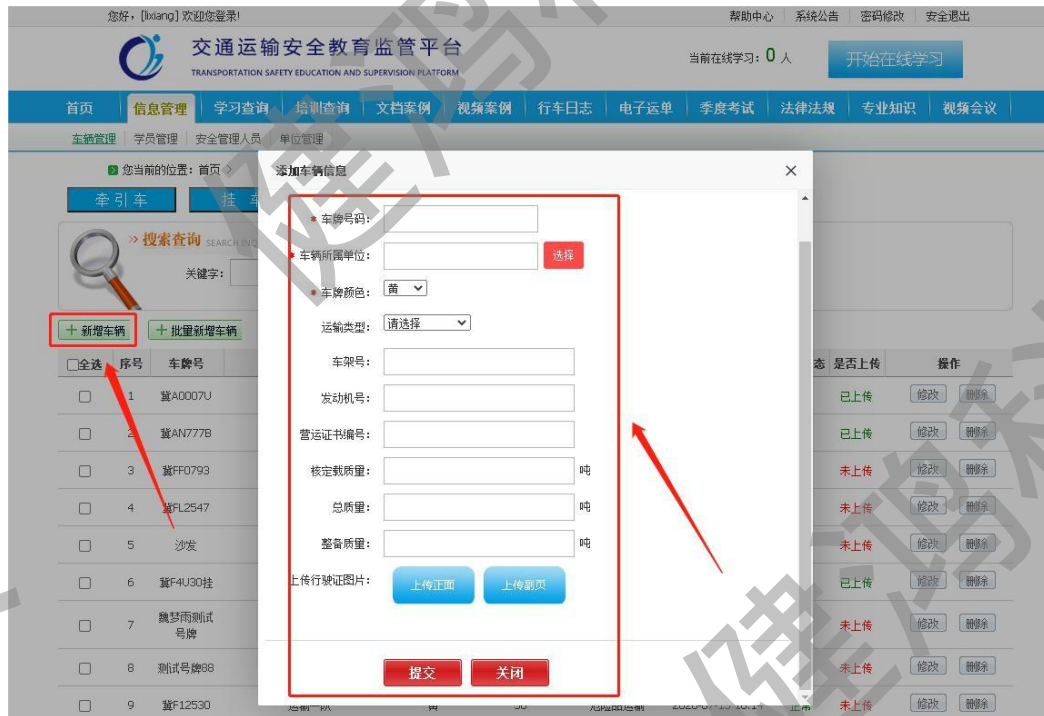 您好，[lixiang] 欢迎您登录!
帮助中心 系统公告 密码修改 安全退出
交通运输安全教育监管平台
TRANSPORTATION SAFETY EDUCATION AND SUPERVISION PLATFORM
当前在线学习: 0 人
开始在线学习
首页 信息管理 学习查询 培训查询 文档案例 视频案例 行车日志 电子运单 季度考试 法律法规 专业知识 视频会议
车辆管理 学员管理 安全管理人员 单位管理
您当前的位置: 首页 >
添加车辆信息
牵引车 挂 车
* 车牌号码:
» 搜索查询
* 车辆所属单位: 选择
关键字:
* 车牌颜色: 黄
运输类型: 请选择
+ 新增车辆 + 批量新增车辆
车架号:
全选 序号 车牌号 态 是否上传 操作
发动机号:
1 冀A0007U 已上传 修改 删除
营运证书编号:
2 冀AN777B 已上传 修改 删除
核定载质量: 吨
3 冀FF0793 未上传 修改 删除
总质量: 吨
4 冀FL2547 未上传 修改 删除
整备质量: 吨
5 沙发 未上传 修改 删除
上传行驶证图片: 上传正面 上传副页
6 冀F4U30挂 已上传 修改 删除
7 魏梦雨测试
号牌 未上传 修改 删除
提交 关闭
8 测试号牌88 未上传 修改 删除
9 冀F12530 未上传 修改 删除
健鸿科